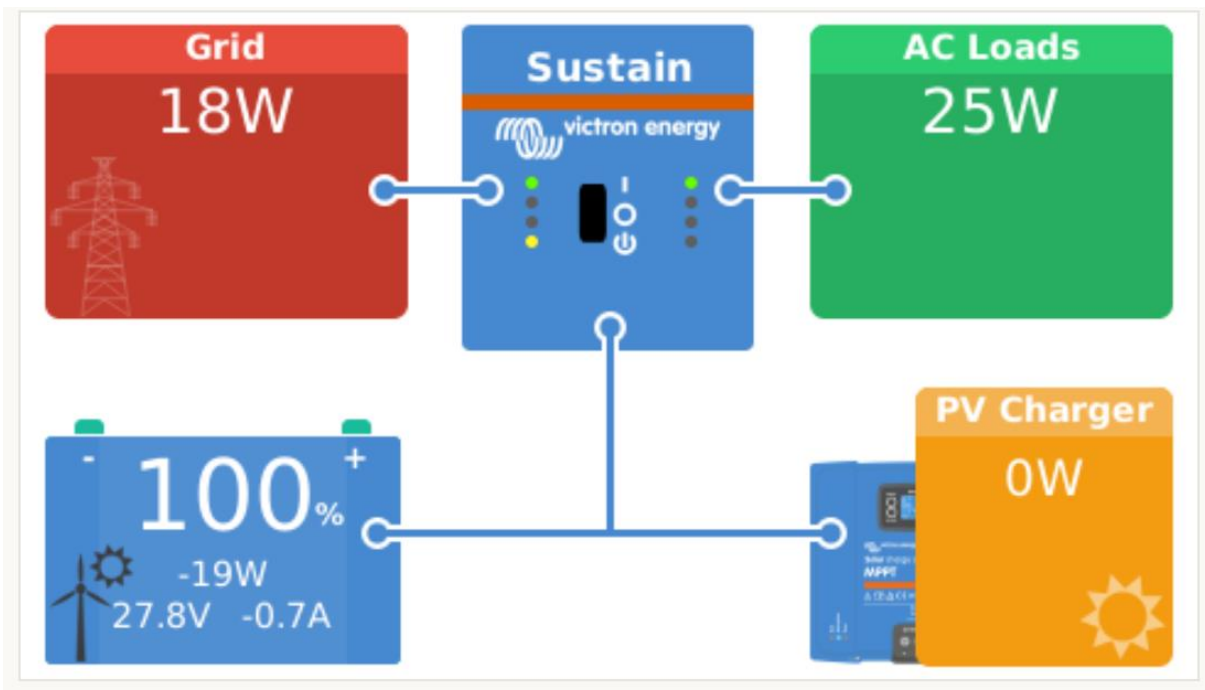 Grid
18W
Sustain
victron energy
AC Loads
25W
- +
100%
-19W
27.8V -0.7A
PV Charger
0W
MPPT